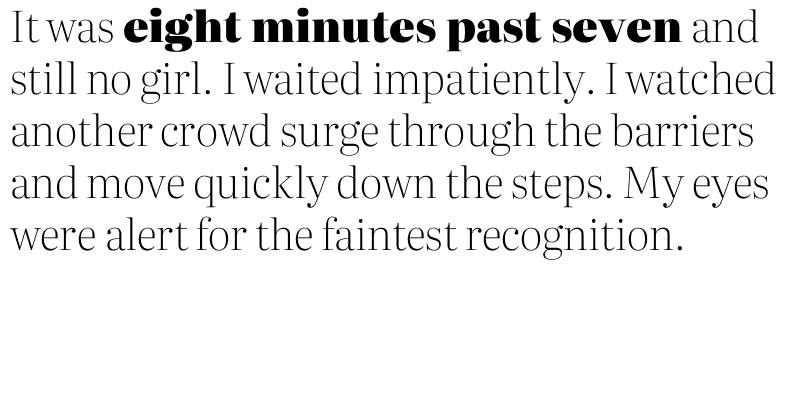 It was eight minutes past seven and
still no girl. I waited impatiently. I watched
another crowd surge through the barriers
and move quickly down the steps. My eyes
were alert for the faintest recognition.